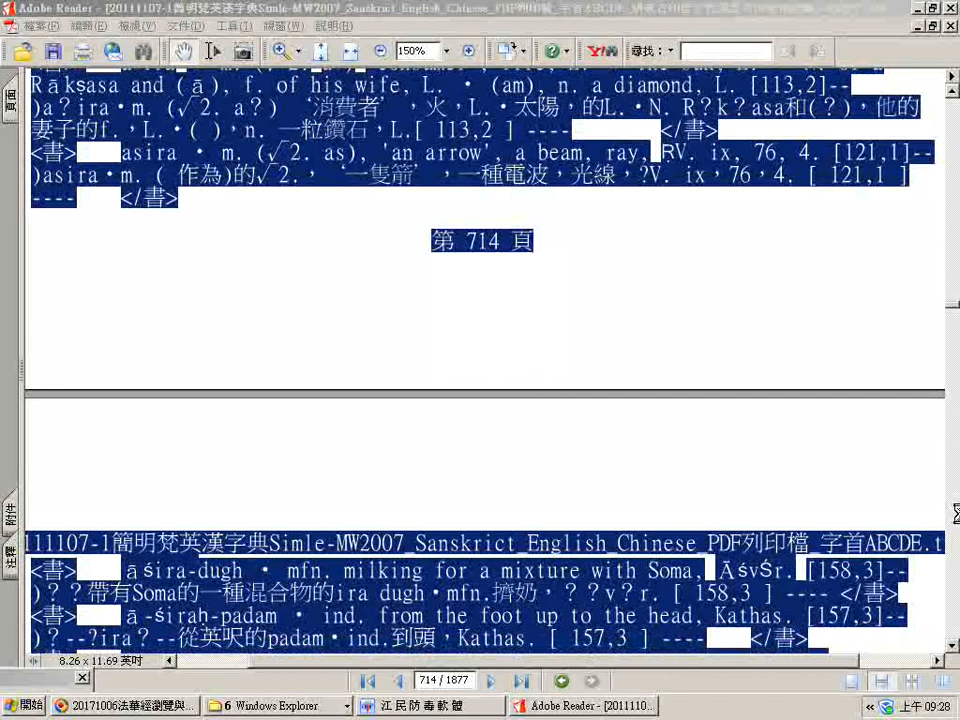 Adobe Reader - [20111107-1簡明梵英漢字典Simle-MW2007_Sanskrict_English_Chinese_PDF列印檔_字首ABCDE
檔案(F) 編輯(E) 檢視(V) 文件(D) 工具(T) 視窗(W) 說明(H)
150% 尋找：
頁面
Rākṣasa and (ā), f. of his wife, L. · (am), n. a diamond, L. [113,2]--
)a？ira·m. (√2. a？) ‘消費者’，火，L.·太陽，的L.·N. R？k？asa和(？)，他的
妻子的f.，L.·( )，n. 一粒鑽石，L.[ 113,2 ] ---- </書>
<書> asira · m. (√2. as), 'an arrow', a beam, ray, ṚV. ix, 76, 4. [121,1]--
)asira·m. ( 作為)的√2.，‘一隻箭’，一種電波，光線，?V. ix，76，4. [ 121,1 ]
---- </書>
第 714 頁
附件
註釋
111107-1簡明梵英漢字典Simle-MW2007_Sanskrict_English_Chinese_PDF列印檔_字首ABCDE.t
<書> āśira-dugh · mfn. milking for a mixture with Soma, ĀśvŚr. [158,3]--
)？？帶有Soma的一種混合物的ira dugh·mfn.擠奶，？？v？r. [ 158,3 ] ---- </書>
<書> ā-śiraḥ-padam · ind. from the foot up to the head, Kathas. [157,3]--
)？--?ira？--從英呎的padam·ind.到頭，Kathas. [ 157,3 ] ---- </書>
8.26 x 11.69 英吋
714 / 1877
開始 20171006法華經瀏覽與... 6 Windows Explorer 江民防毒軟體 Adobe Reader - [2011110... 上午 09:28